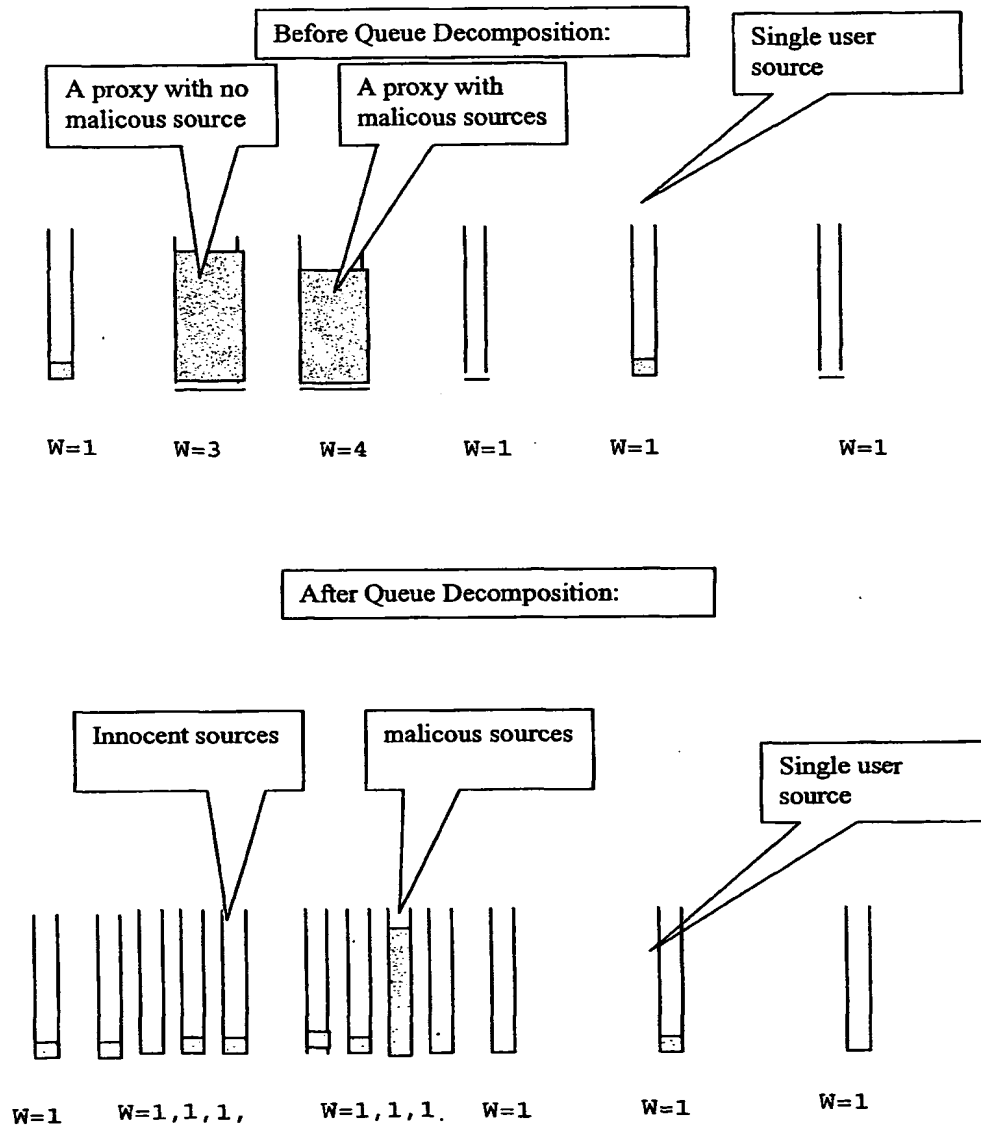 Before Queue Decomposition:
Single user
source
A proxy with no
malicous source
A proxy with
malicous sources
W=1
W=3
W=4
W=1
W=1
W=1
After Queue Decomposition:
Innocent sources
malicous sources
Single user
source
W=1
W=1,1,1,
W=1,1,1.
W=1
W=1
W=1